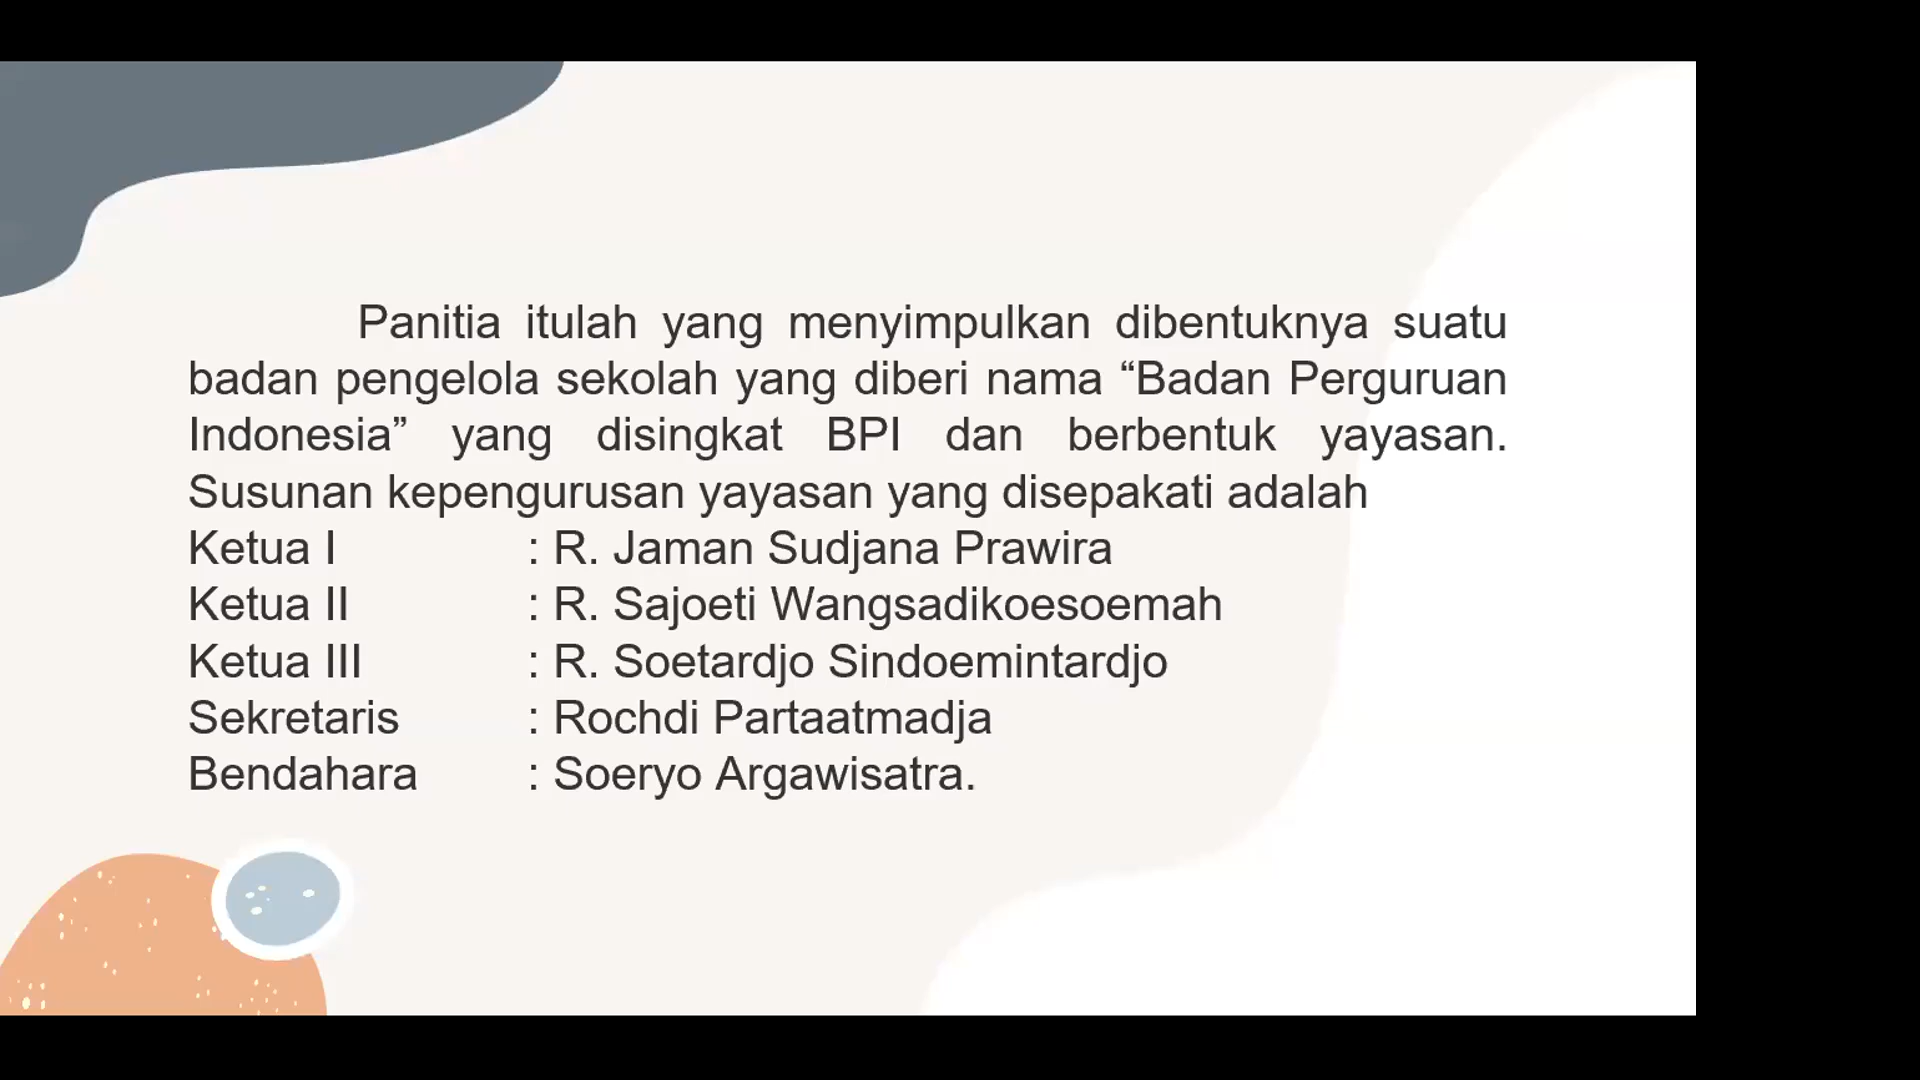 Panitia itulah yang menyimpulkan dibentuknya suatu
badan pengelola sekolah yang diberi nama “Badan Perguruan
Indonesia” yang disingkat BPI dan berbentuk yayasan.
Susunan kepengurusan yayasan yang disepakati adalah
Ketua I : R. Jaman Sudjana Prawira
Ketua II : R. Sajoeti Wangsadikoesoemah
Ketua III : R. Soetardjo Sindoemintardjo
Sekretaris : Rochdi Partaatmadja
Bendahara : Soeryo Argawisatra.